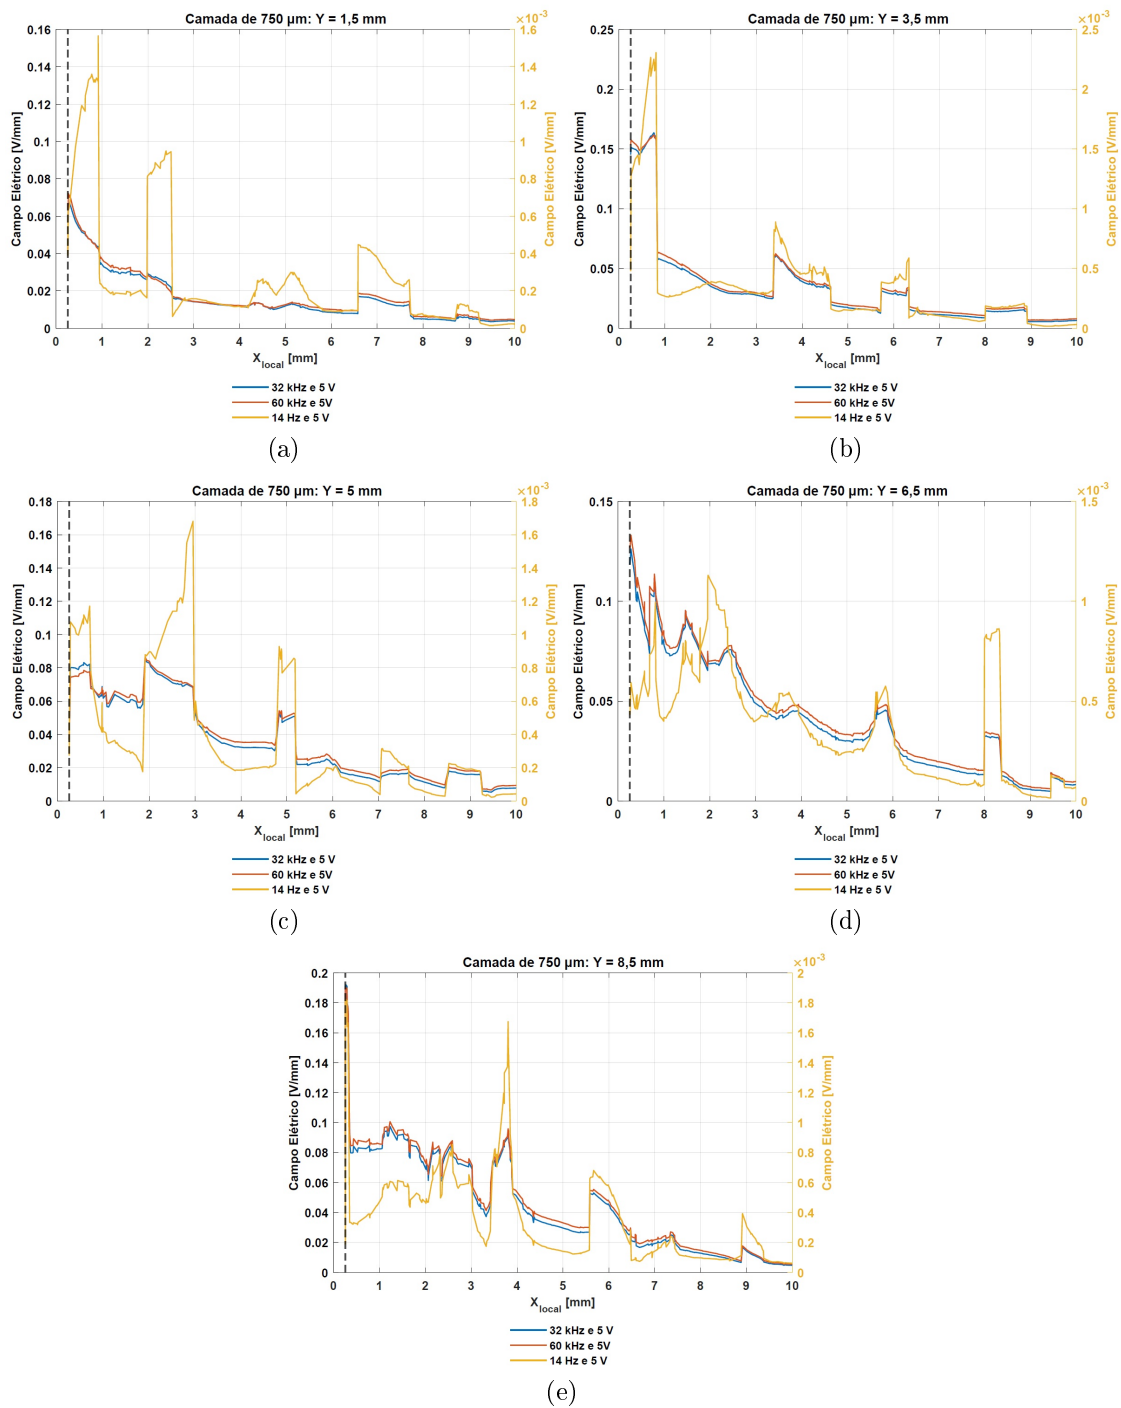 Camada de 750 µm: Y = 1,5 mm
×10-3
0.16
0.14
0.12
0.1
0.08
0.06
0.04
0.02
0
Campo Elétrico [V/mm]
1.6
1.4
1.2
1
0.8
0.6
0.4
0.2
0
Campo Elétrico [V/mm]
0 1 2 3 4 5 6 7 8 9 10
Xlocal [mm]
32 kHz e 5 V
60 kHz e 5V
14 Hz e 5 V
(a)
Camada de 750 µm: Y = 3,5 mm
×10-3
0.25
0.2
0.15
0.1
0.05
0
Campo Elétrico [V/mm]
2.5
2
1.5
1
0.5
0
Campo Elétrico [V/mm]
0 1 2 3 4 5 6 7 8 9 10
Xlocal [mm]
32 kHz e 5 V
60 kHz e 5V
14 Hz e 5 V
(b)
Camada de 750 µm: Y = 5 mm
×10-3
0.18
0.16
0.14
0.12
0.1
0.08
0.06
0.04
0.02
0
Campo Elétrico [V/mm]
1.8
1.6
1.4
1.2
1
0.8
0.6
0.4
0.2
0
Campo Elétrico [V/mm]
0 1 2 3 4 5 6 7 8 9 10
Xlocal [mm]
32 kHz e 5 V
60 kHz e 5V
14 Hz e 5 V
(c)
Camada de 750 µm: Y = 6,5 mm
×10-3
0.15
0.1
0.05
0
Campo Elétrico [V/mm]
1.5
1
0.5
0
Campo Elétrico [V/mm]
0 1 2 3 4 5 6 7 8 9 10
Xlocal [mm]
32 kHz e 5 V
60 kHz e 5V
14 Hz e 5 V
(d)
Camada de 750 µm: Y = 8,5 mm
×10-3
0.2
0.18
0.16
0.14
0.12
0.1
0.08
0.06
0.04
0.02
0
Campo Elétrico [V/mm]
2
1.8
1.6
1.4
1.2
1
0.8
0.6
0.4
0.2
0
Campo Elétrico [V/mm]
0 1 2 3 4 5 6 7 8 9 10
Xlocal [mm]
32 kHz e 5 V
60 kHz e 5V
14 Hz e 5 V
(e)